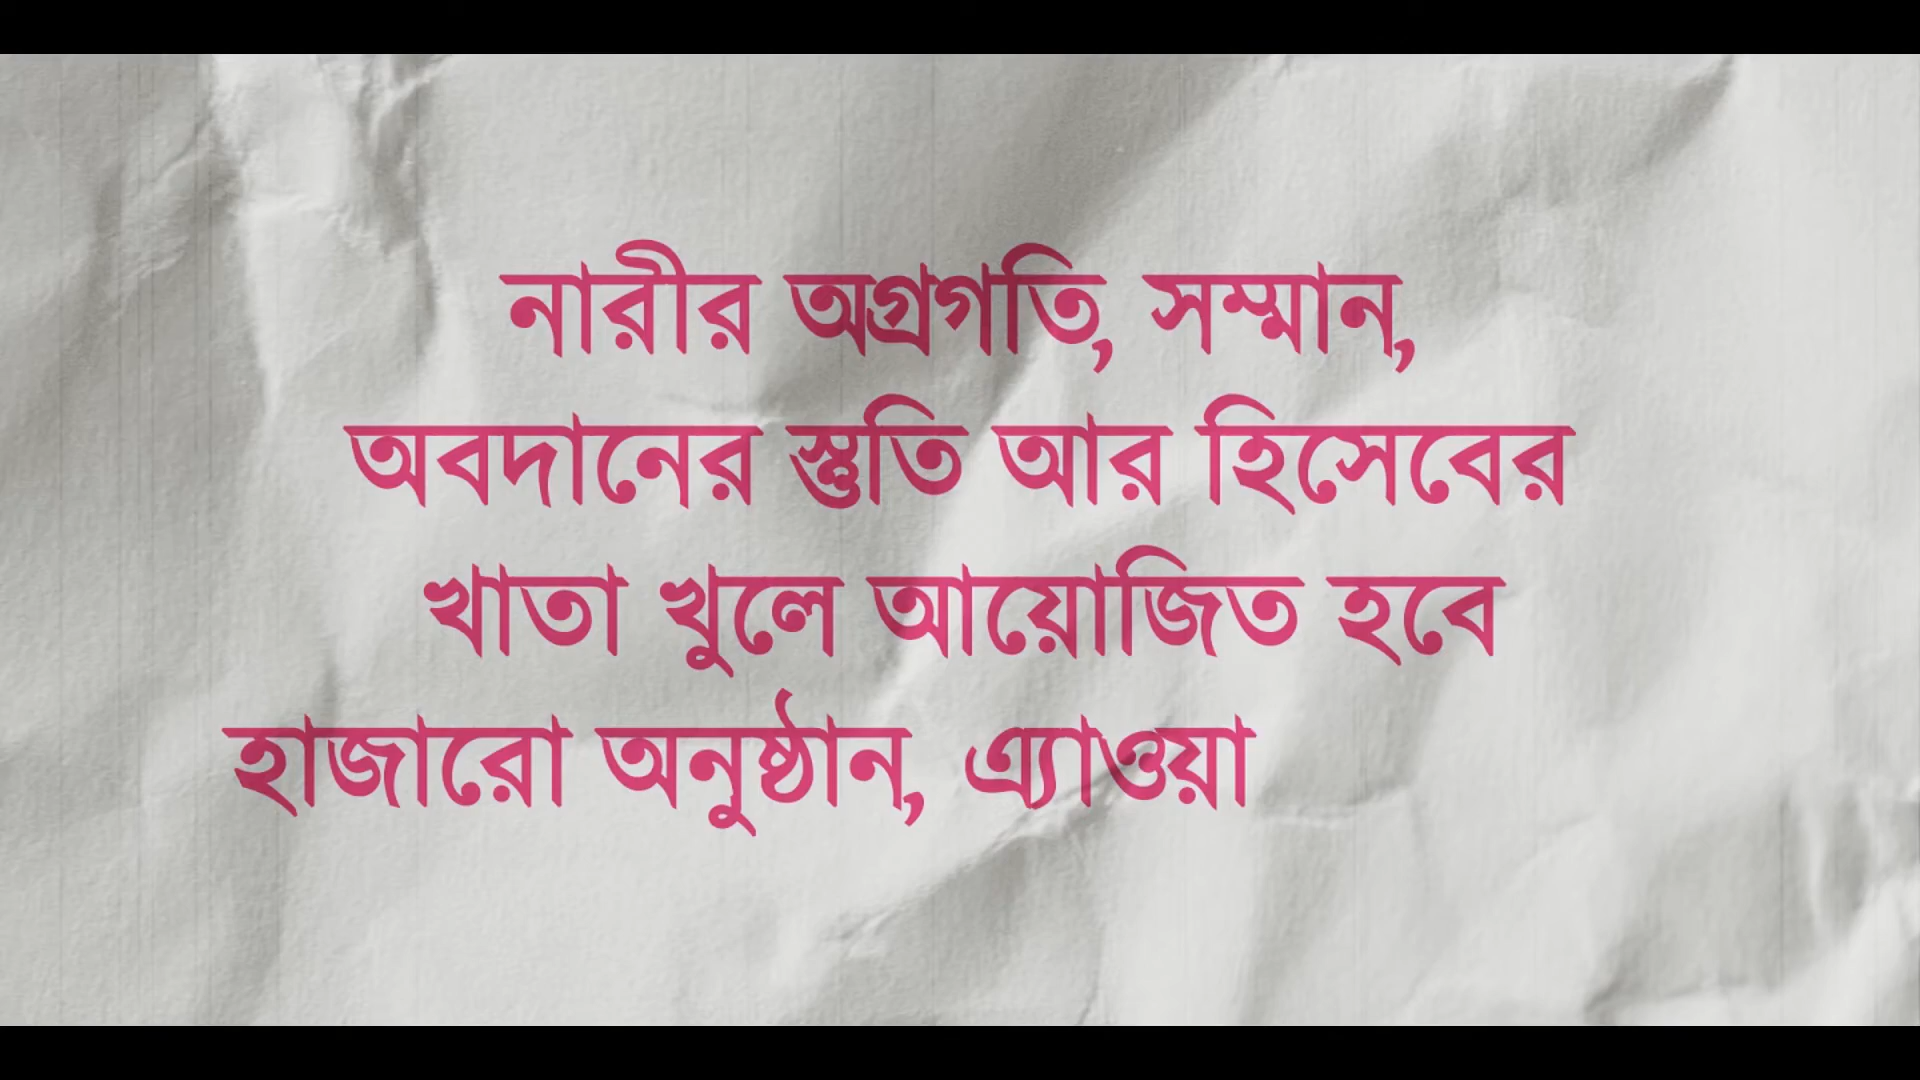 নারীর অগ্রগতি, সম্মান,
অবদানের স্তুতি আর হিসেবের
খাতা খুলে আয়োজিত হবে
হাজারো অনুষ্ঠান, এ্যাওয়া